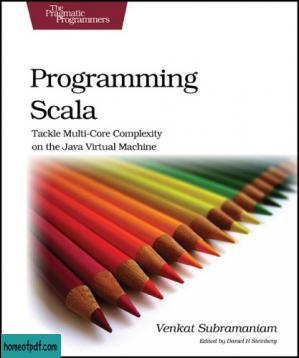 The
Pragmatic
Programmers
Programming
Scala
Tackle Multi-Core Complexity
on the Java Virtual Machine
Venkat Subramaniam
Edited by Daniel H Steinberg
homeofpdf.com